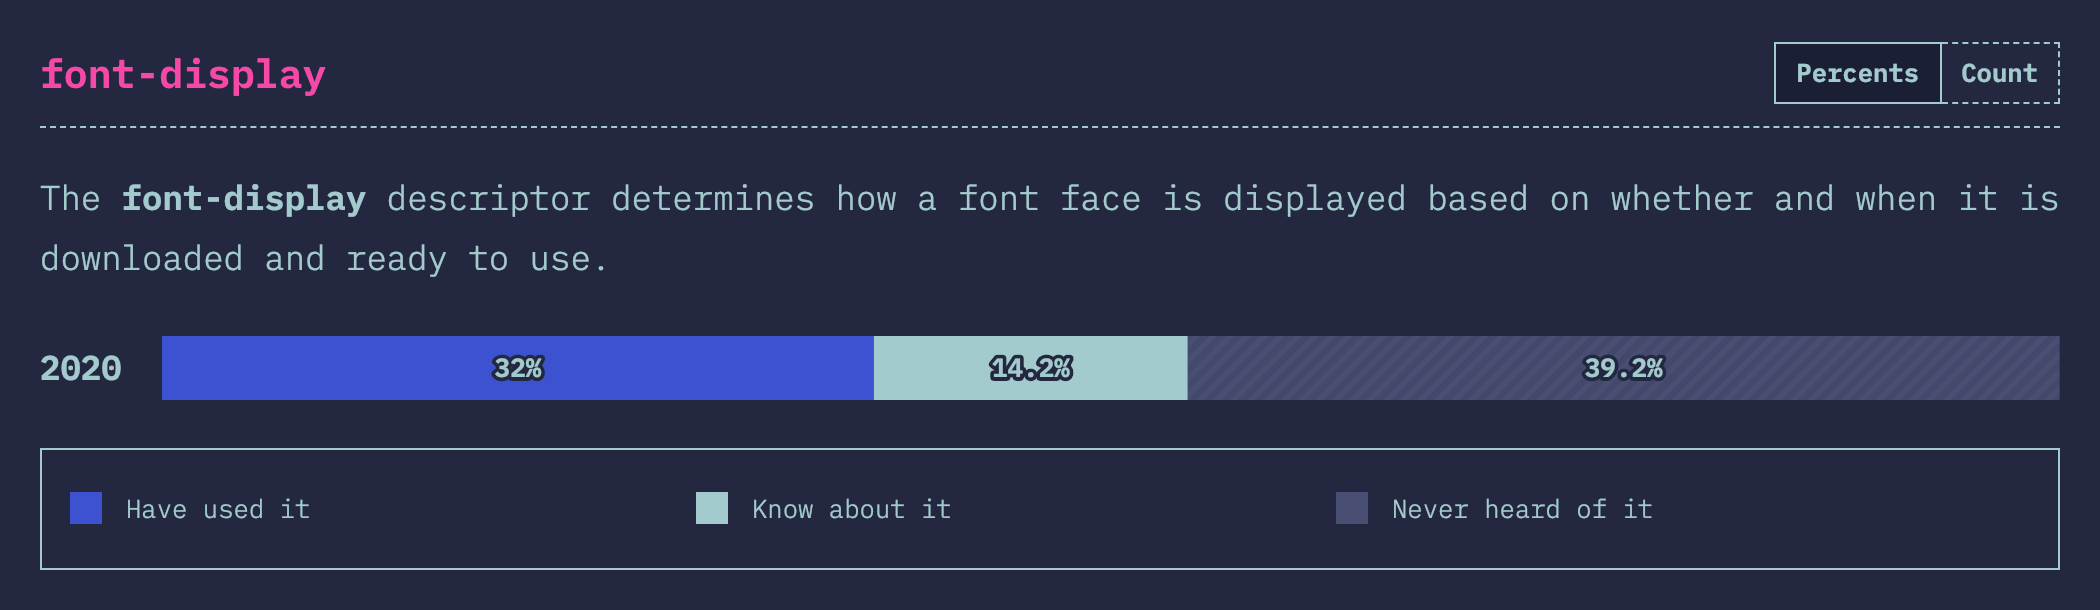 font-display
Percents Count
The font-display descriptor determines how a font face is displayed based on whether and when it is
downloaded and ready to use.
2020 32% 14.2% 39.2%
Have used it Know about it Never heard of it